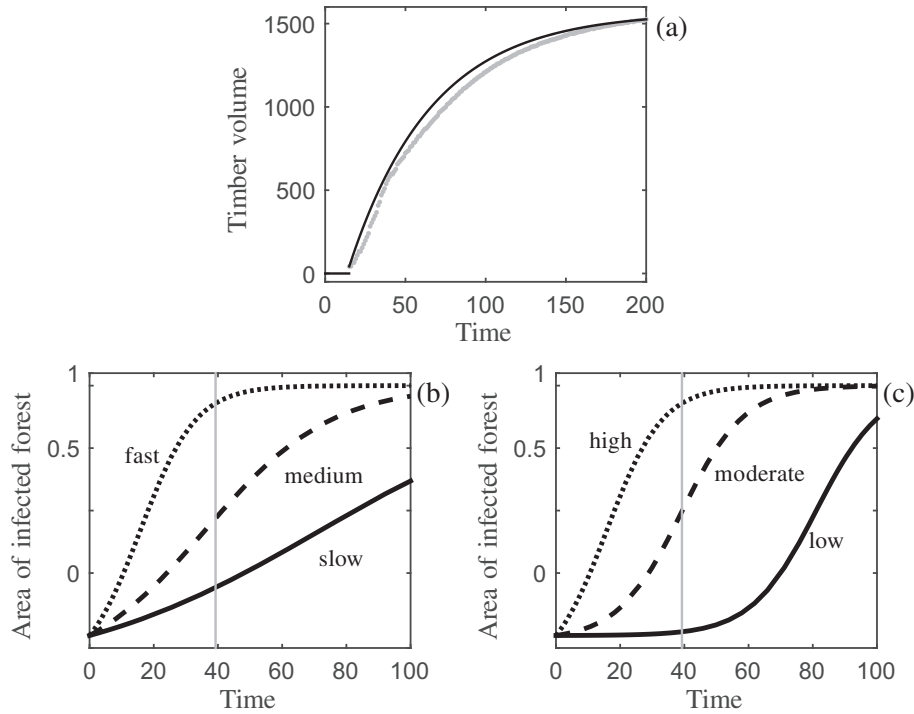 1500
1000
500
0
0 50 100 150 200
Timber volume
Time
(a)
1
0.5
0
0 20 40 60 80 100
Area of infected forest
Time
fast
medium
slow
(b)
1
0.5
0
0 20 40 60 80 100
Area of infected forest
Time
high
moderate
low
(c)